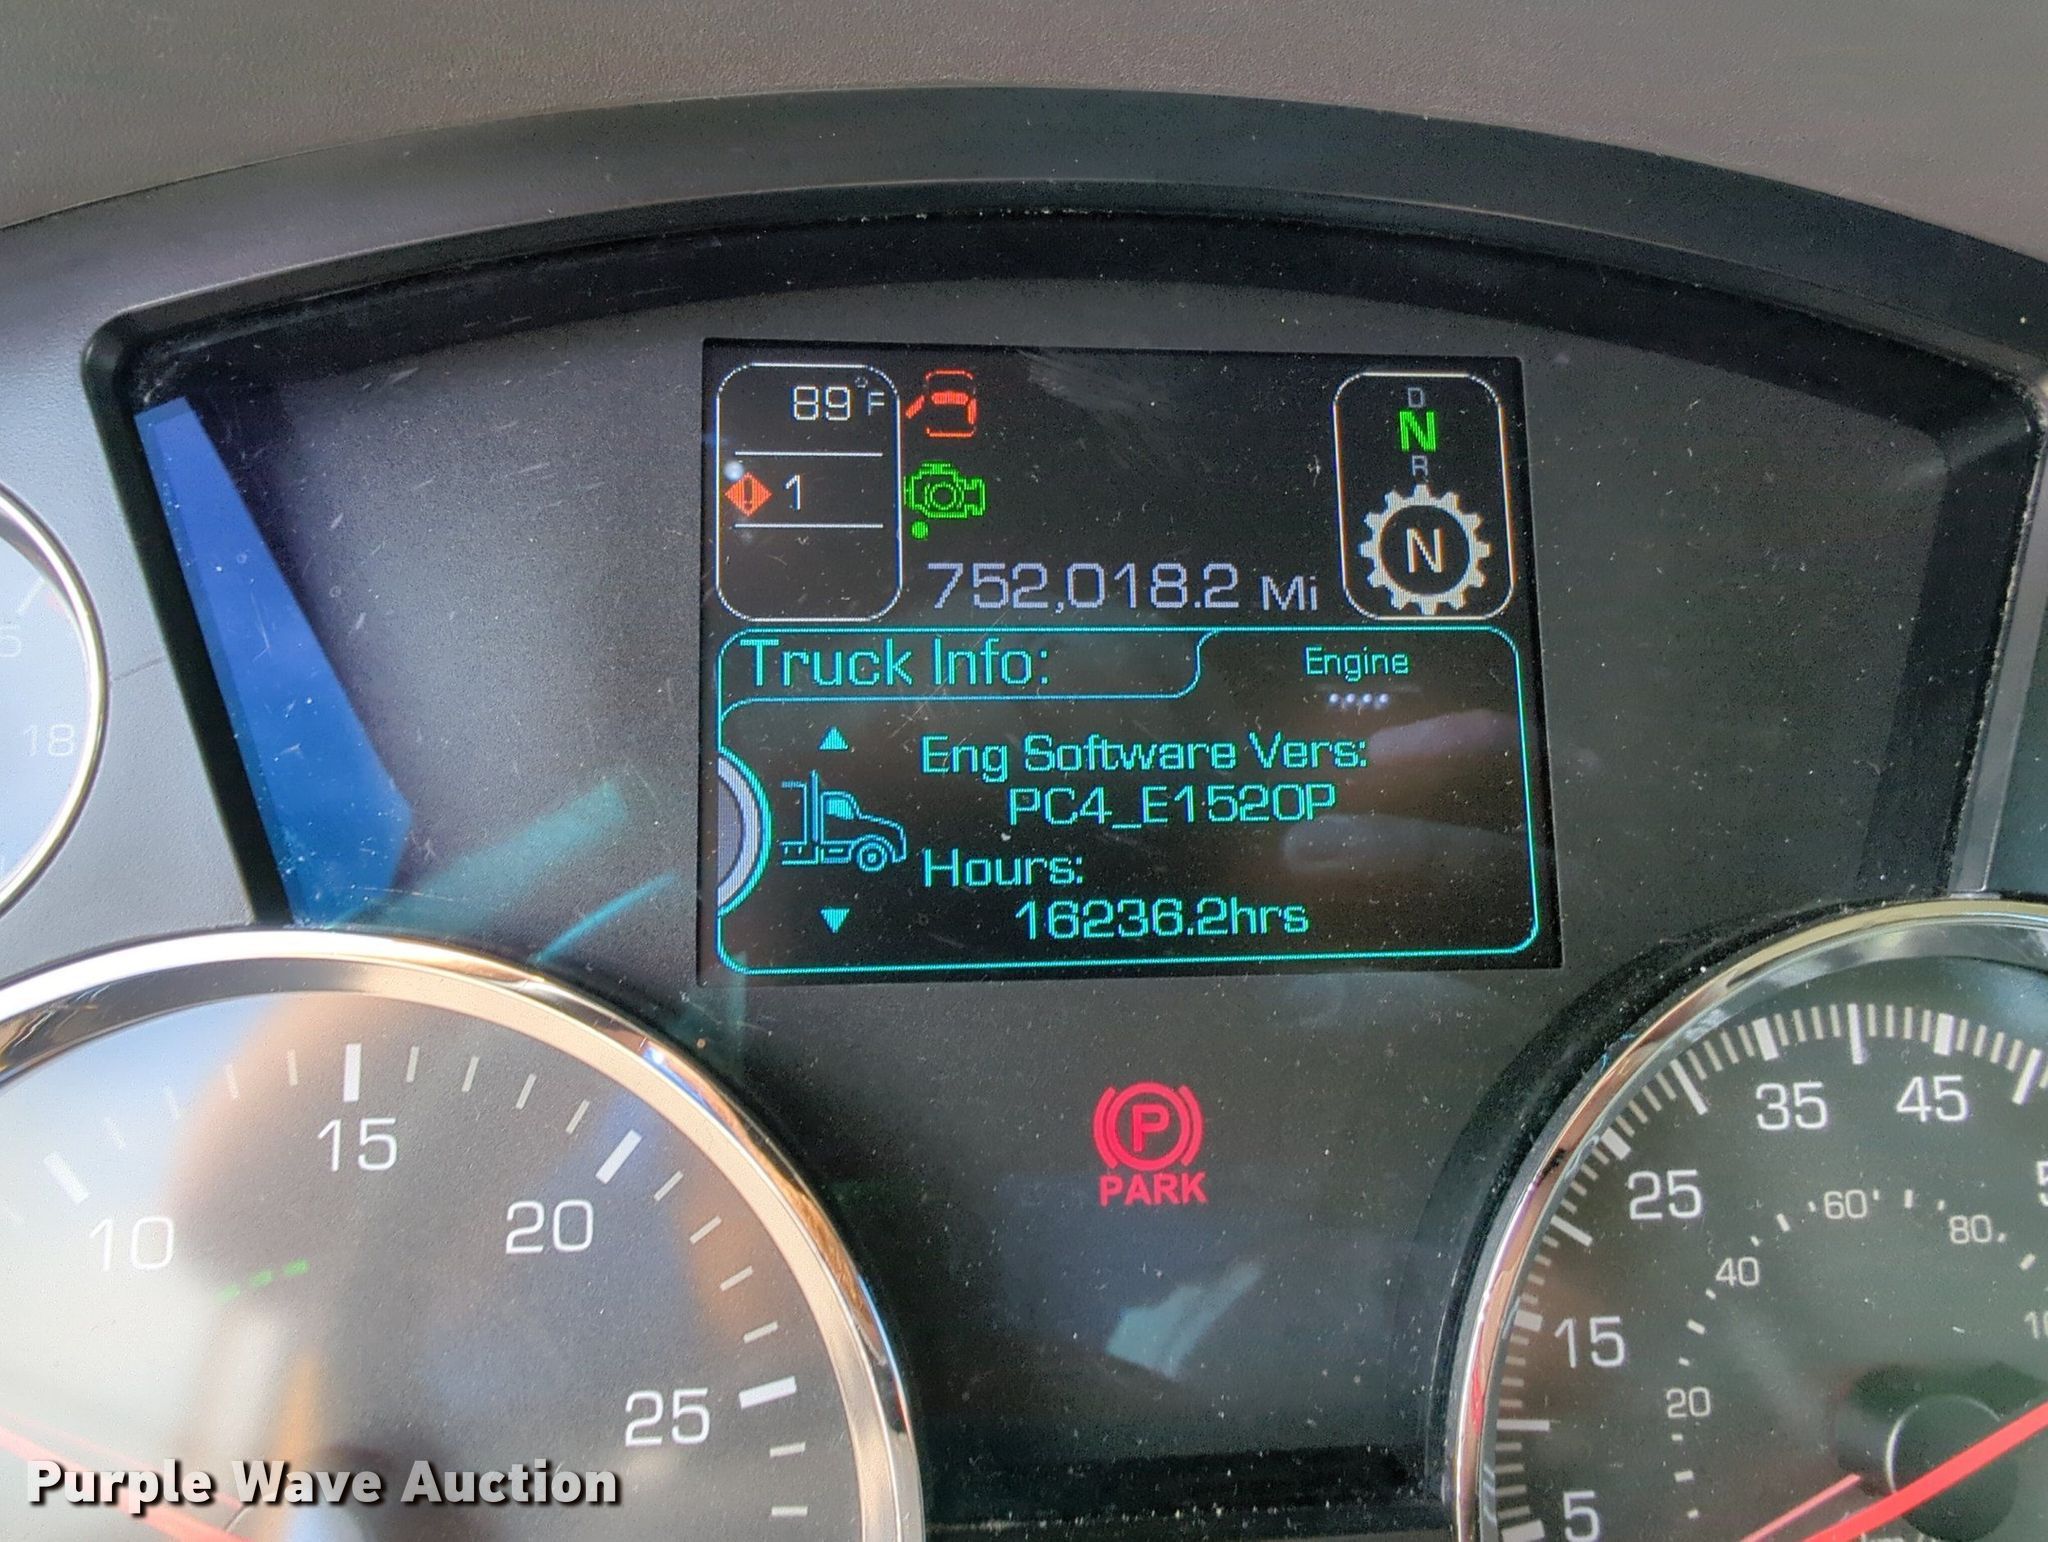 89°F
1
D
N
R
N
752,018.2 Mi
Truck Info:
Engine
Eng Software Vers:
PC4_E1520P
Hours:
16236.2hrs
PARK
P
18
10
15
20
25
5
15
25
35
45
20
40
60
80
Purple Wave Auction